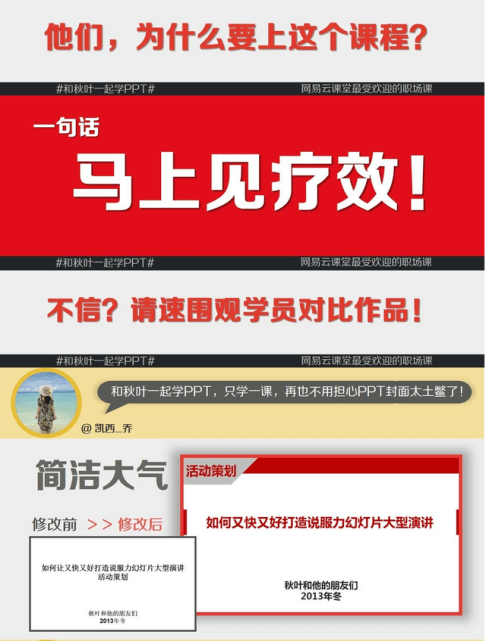 他们，为什么要上这个课程？
#和秋叶一起学PPT#
网易云课堂最受欢迎的职场课
一句话
马上见疗效！
#和秋叶一起学PPT#
网易云课堂最受欢迎的职场课
不信？请速围观学员对比作品！
#和秋叶一起学PPT#
网易云课堂最受欢迎的职场课
和秋叶一起学PPT，只学一课，再也不用担心PPT封面太土鳖了！
@ 凯西_乔
简洁大气
修改前 >>修改后
活动策划
如何又快又好打造说服力幻灯片大型演讲
秋叶和他的朋友们
2013年冬
如何让又快又好打造说服力幻灯片大型演讲
活动策划
秋叶和他的朋友们
2013年冬